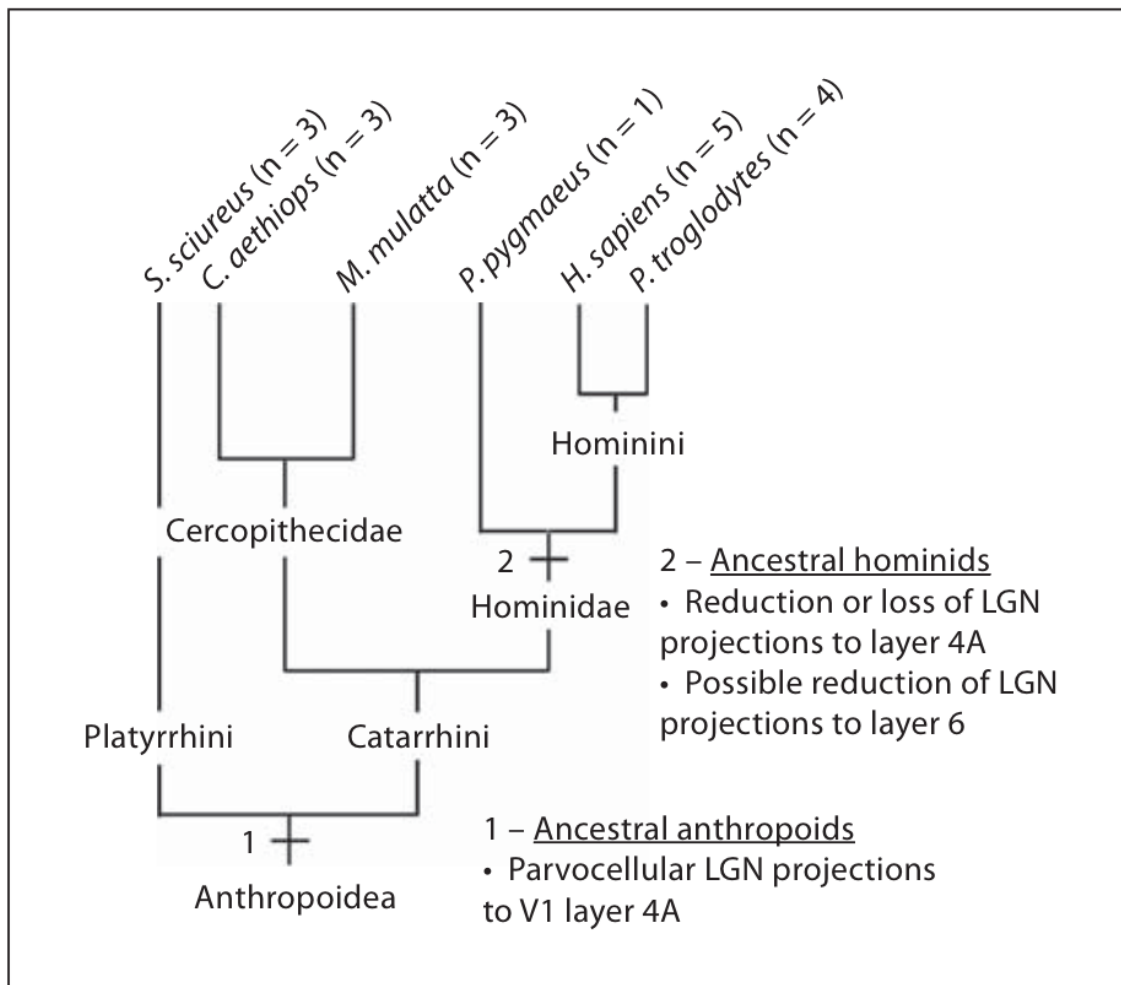 S. sciureus (n = 3)
C. aethiops (n = 3)
M. mulatta (n = 3)
P. pygmaeus (n = 1)
H. sapiens (n = 5)
P. troglodytes (n = 4)
Hominini
Cercopithecidae
2
Hominidae
2 – Ancestral hominids
• Reduction or loss of LGN
projections to layer 4A
• Possible reduction of LGN
projections to layer 6
Platyrrhini
Catarrhini
1
Anthropoidea
1 – Ancestral anthropoids
• Parvocellular LGN projections
to V1 layer 4A